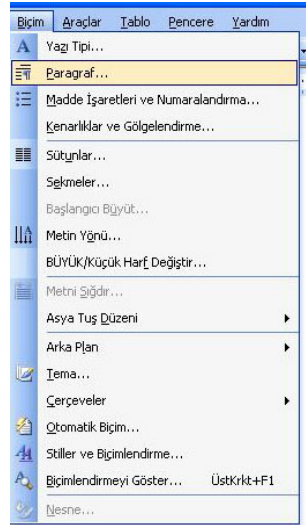 Biçim Araçlar Tablo Pencere Yardım
Yazı Tipi...
Paragraf...
Madde İşaretleri ve Numaralandırma...
Kenarlıklar ve Gölgelendirme...
Sütunlar...
Sekmeler...
Başlangıcı Büyüt...
Metin Yönü...
BÜYÜK/Küçük Harf Değiştir...
Metni Sığdır...
Asya Tuş Düzeni
Arka Plan
Tema...
Çerçeveler
Otomatik Biçim...
Stiller ve Biçimlendirme...
Biçimlendirmeyi Göster... ÜstKrkt+F1
Nesne...